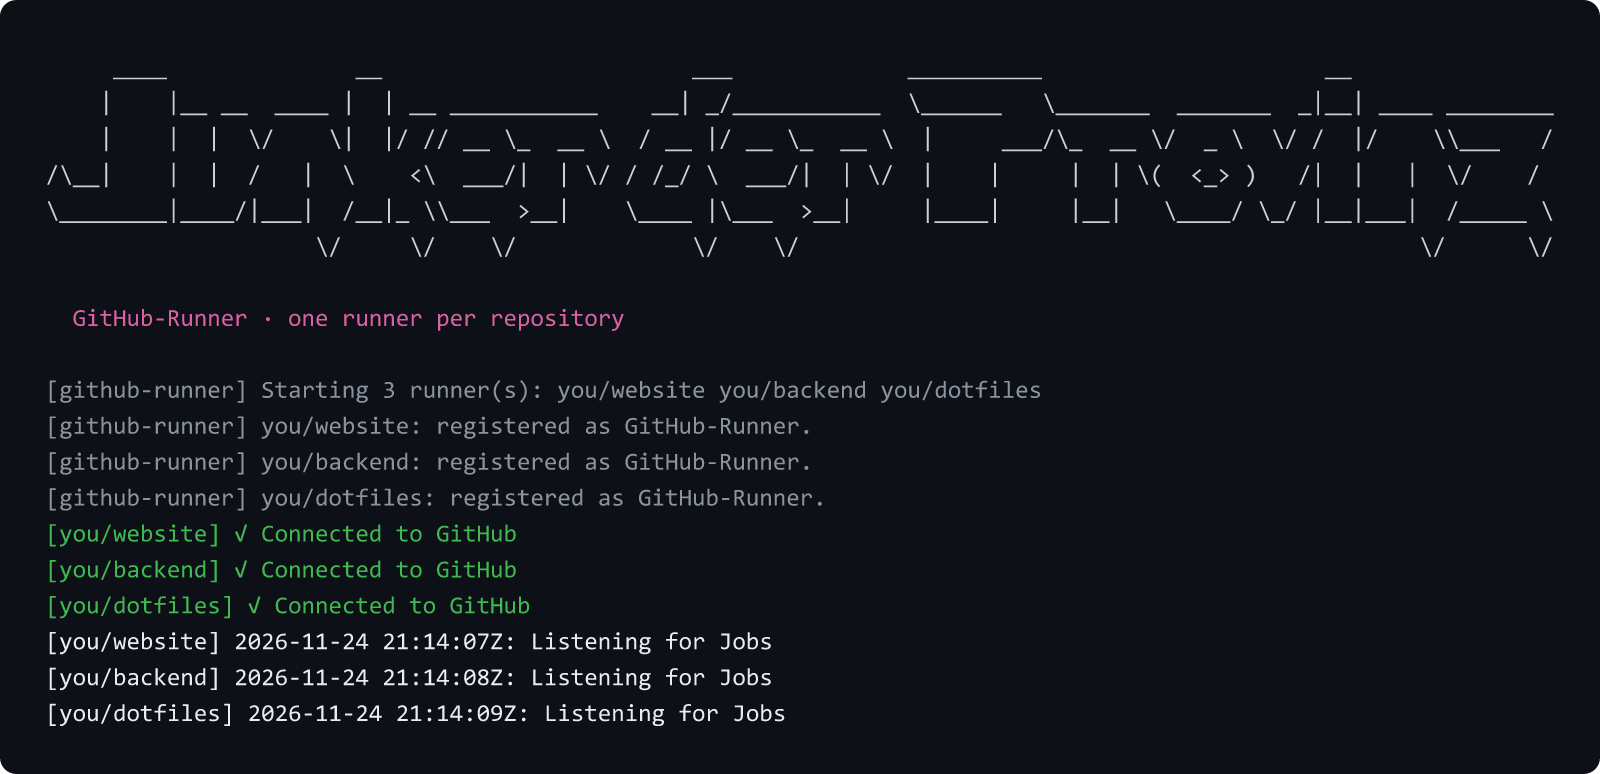 JunkerderProvinz
GitHub-Runner · one runner per repository
[github-runner] Starting 3 runner(s): you/website you/backend you/dotfiles
[github-runner] you/website: registered as GitHub-Runner.
[github-runner] you/backend: registered as GitHub-Runner.
[github-runner] you/dotfiles: registered as GitHub-Runner.
[you/website] √ Connected to GitHub
[you/backend] √ Connected to GitHub
[you/dotfiles] √ Connected to GitHub
[you/website] 2026-11-24 21:14:07Z: Listening for Jobs
[you/backend] 2026-11-24 21:14:08Z: Listening for Jobs
[you/dotfiles] 2026-11-24 21:14:09Z: Listening for Jobs